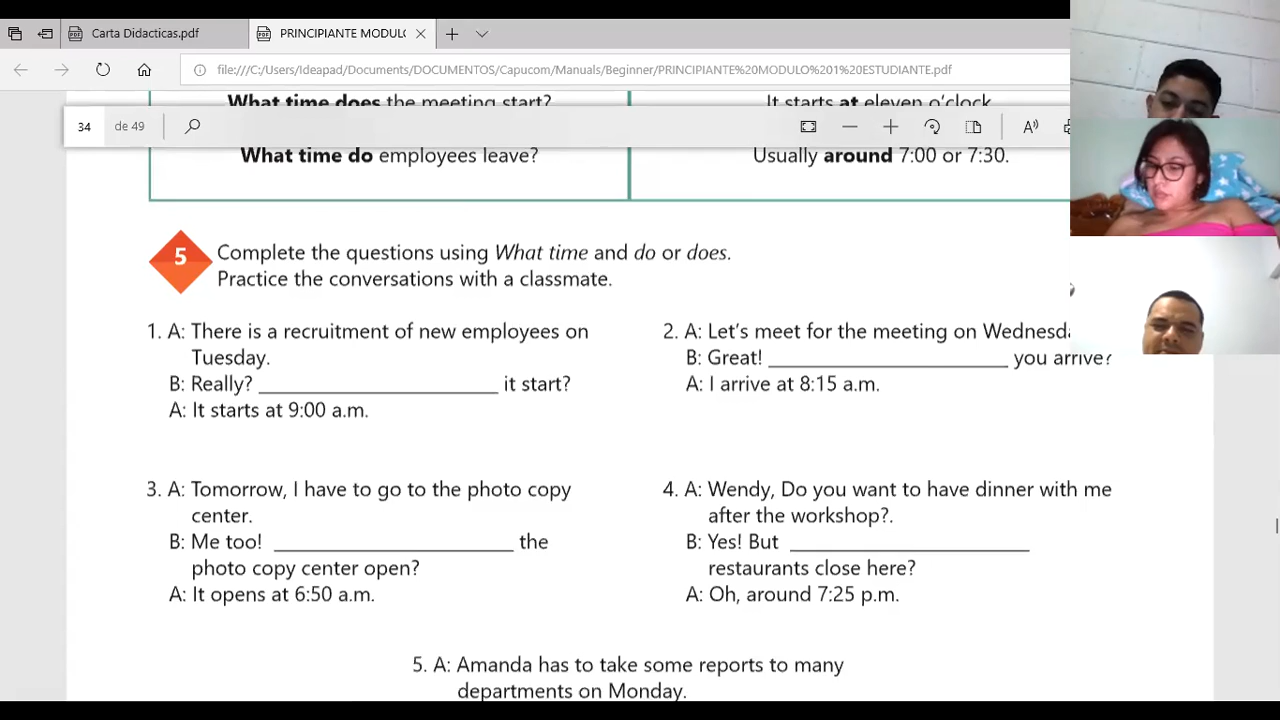 Carta Didacticas.pdf
PRINCIPIANTE MODULO
file:///C:/Users/Ideapad/Documents/DOCUMENTOS/Capucom/Manuals/Beginner/PRINCIPIANTE%20MODULO%201%20ESTUDIANTE.pdf
What time does the meeting start?
It starts at eleven o'clock
34 de 49
What time do employees leave?
Usually around 7:00 or 7:30.
5
Complete the questions using What time and do or does.
Practice the conversations with a classmate.
1. A: There is a recruitment of new employees on
Tuesday.
B: Really? ________________________ it start?
A: It starts at 9:00 a.m.
2. A: Let's meet for the meeting on Wednesda
B: Great! ________________________ you arrive?
A: I arrive at 8:15 a.m.
3. A: Tomorrow, I have to go to the photo copy
center.
B: Me too! ________________________ the
photo copy center open?
A: It opens at 6:50 a.m.
4. A: Wendy, Do you want to have dinner with me
after the workshop?.
B: Yes! But ________________________
restaurants close here?
A: Oh, around 7:25 p.m.
5. A: Amanda has to take some reports to many
departments on Monday.